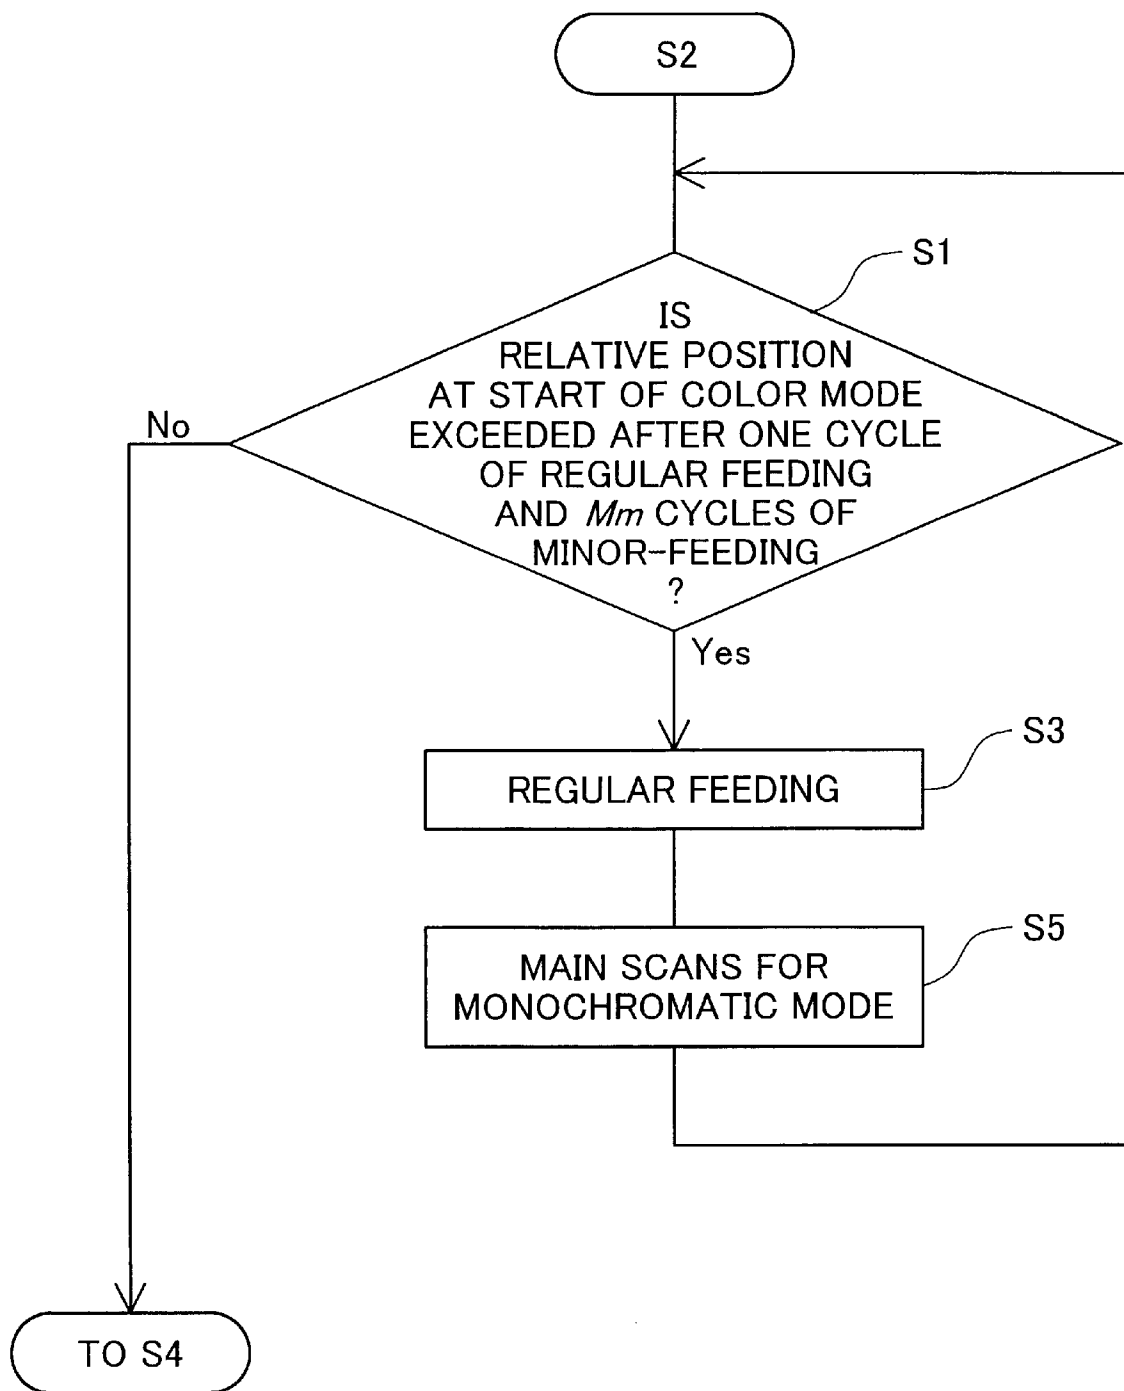 S2
S1
IS
RELATIVE POSITION
AT START OF COLOR MODE
EXCEEDED AFTER ONE CYCLE
OF REGULAR FEEDING
AND Mm CYCLES OF
MINOR-FEEDING
?
No
Yes
S3
REGULAR FEEDING
S5
MAIN SCANS FOR
MONOCHROMATIC MODE
TO S4